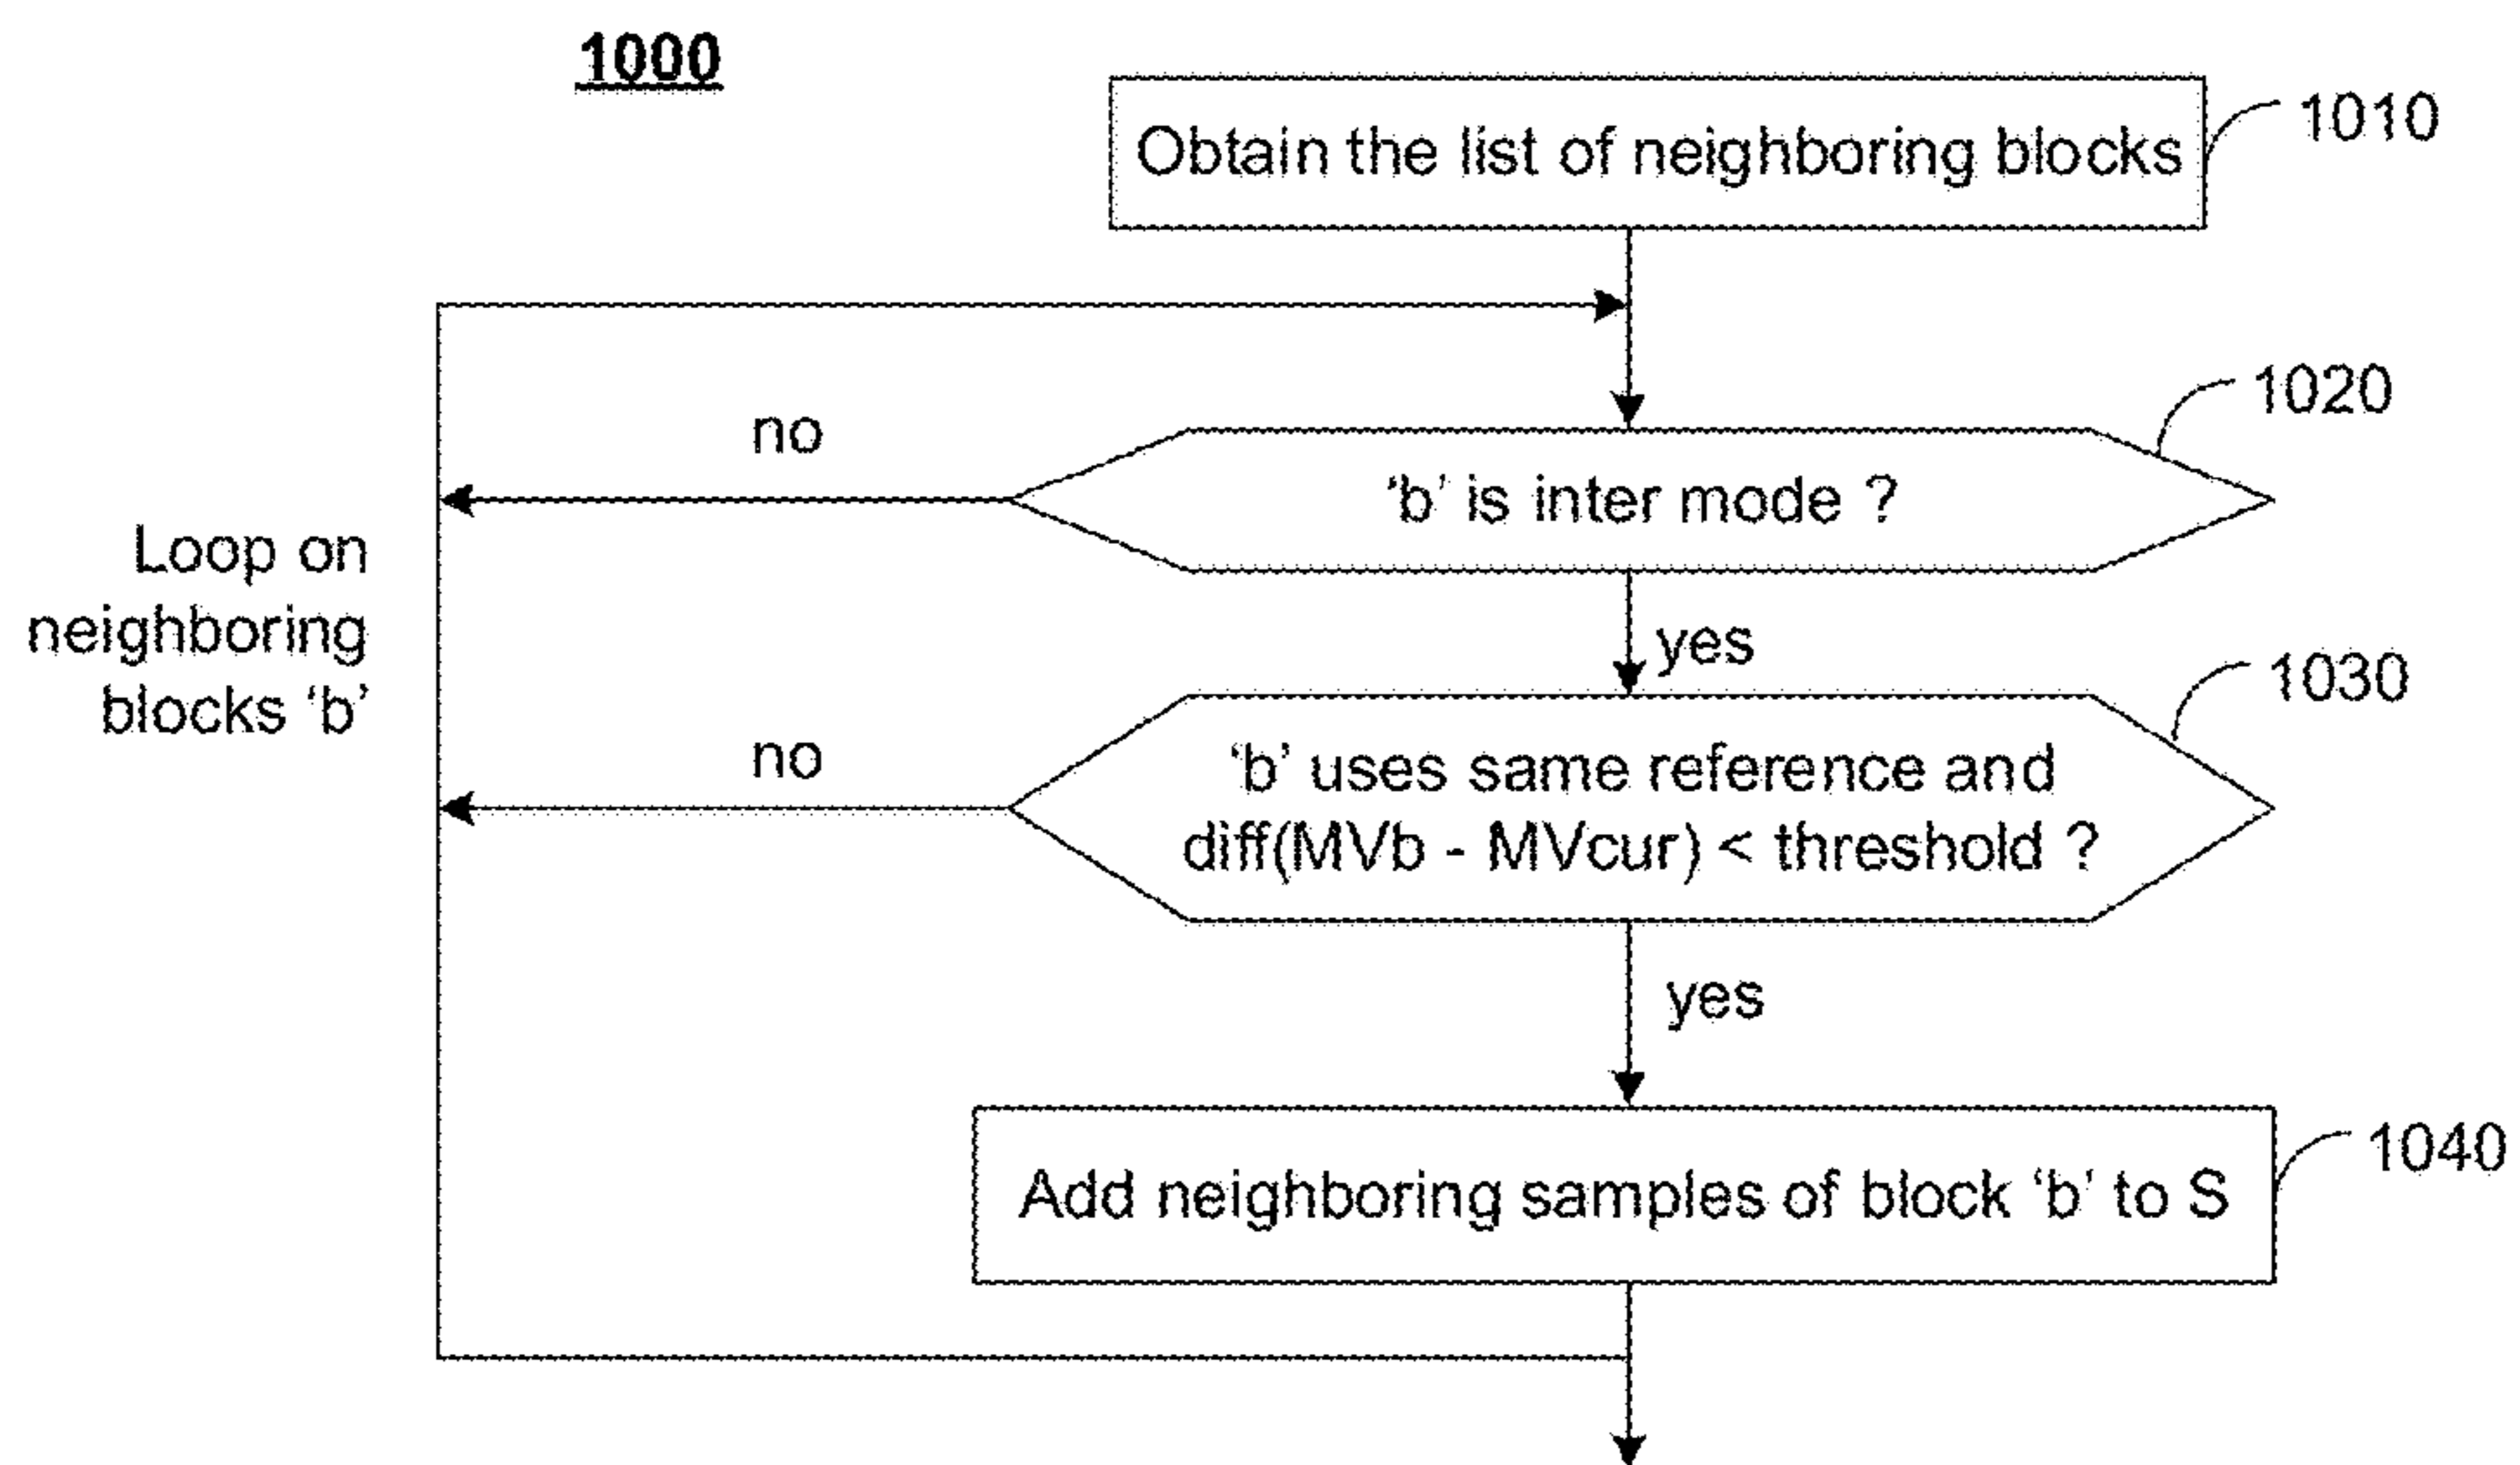 1000
Obtain the list of neighboring blocks
1010
1020
no
‘b’ is inter mode ?
Loop on
neighboring
blocks ‘b’
yes
1030
no
‘b’ uses same reference and
diff(MVb - MVcur) < threshold ?
yes
1040
Add neighboring samples of block ‘b’ to S